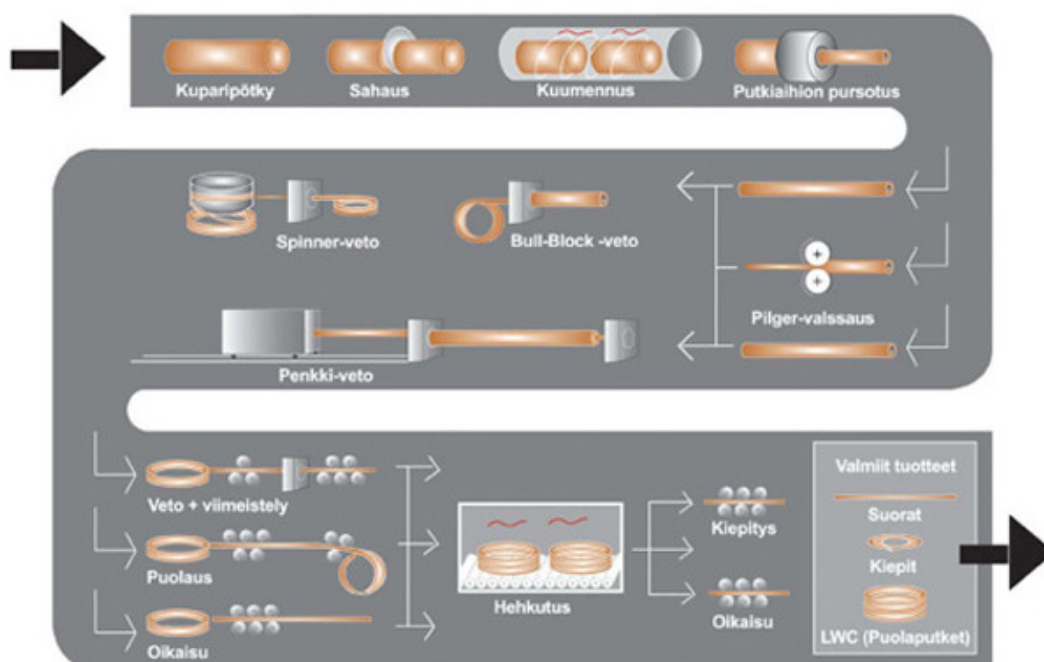 Kuparipötky
Sahaus
Kuumennus
Putkiaihion pursotus
Spinner-veto
Bull-Block -veto
Pilger-valssaus
Penkki-veto
Veto + viimeistely
Puolaus
Oikaisu
Hehkutus
Kiepitys
Oikaisu
Valmiit tuotteet
Suorat
Kiepit
LWC (Puolaputket)